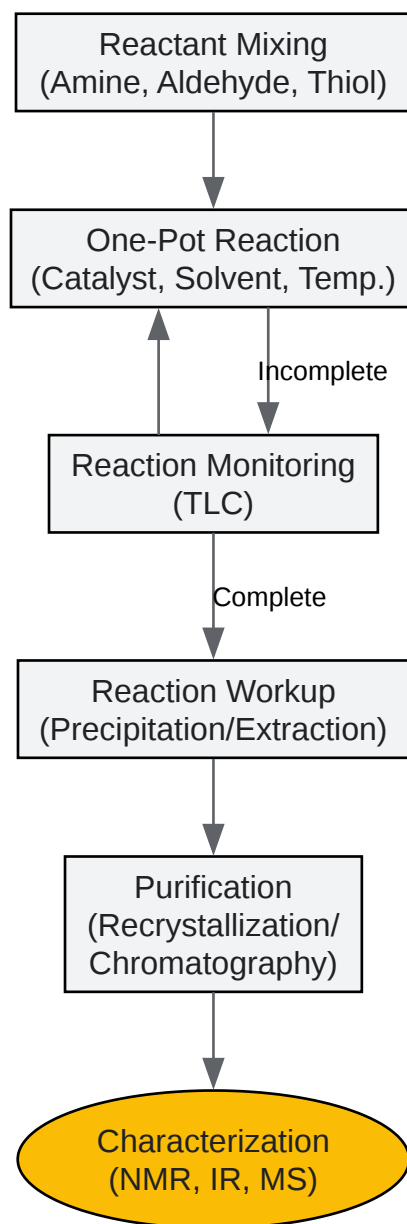 Reactant Mixing
(Amine, Aldehyde, Thiol)
One-Pot Reaction
(Catalyst, Solvent, Temp.)
Incomplete
Reaction Monitoring
(TLC)
Complete
Reaction Workup
(Precipitation/Extraction)
Purification
(Recrystallization/
Chromatography)
Characterization
(NMR, IR, MS)